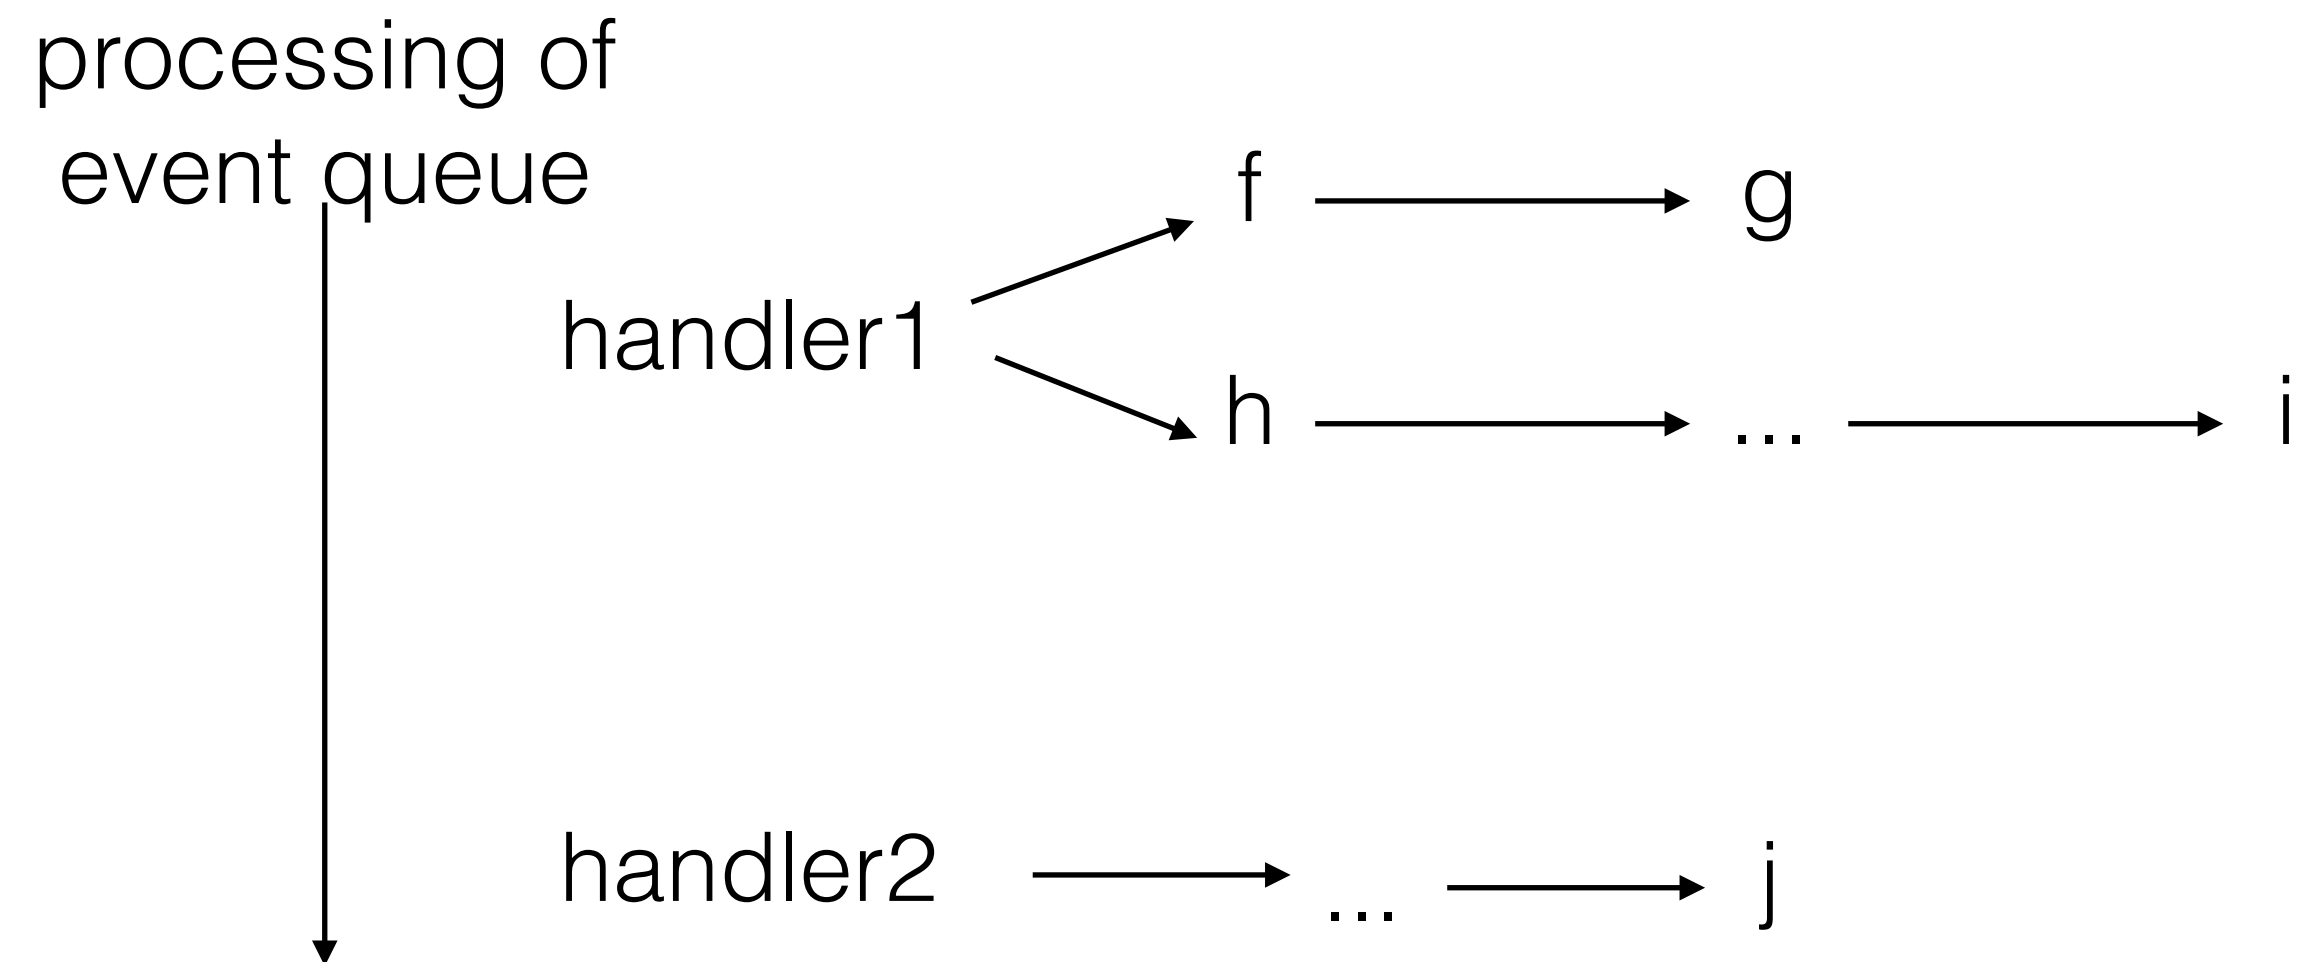 processing of
event queue
f
g
handler1
h
...
i
handler2
...
j